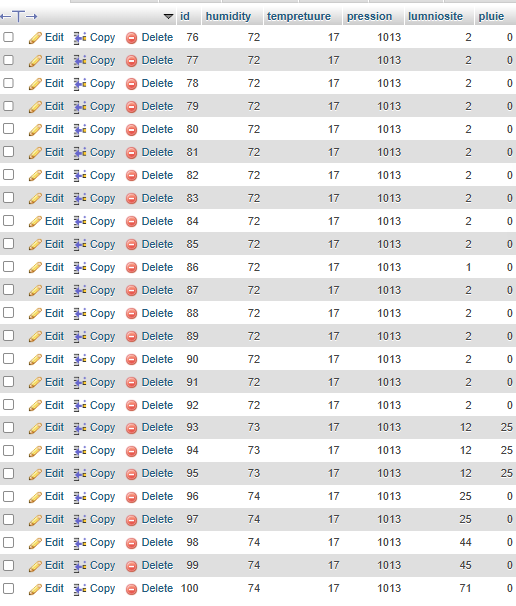 id humidity tempretuure pression lumniosite pluie
Edit Copy Delete 76 72 17 1013 2 0
Edit Copy Delete 77 72 17 1013 2 0
Edit Copy Delete 78 72 17 1013 2 0
Edit Copy Delete 79 72 17 1013 2 0
Edit Copy Delete 80 72 17 1013 2 0
Edit Copy Delete 81 72 17 1013 2 0
Edit Copy Delete 82 72 17 1013 2 0
Edit Copy Delete 83 72 17 1013 2 0
Edit Copy Delete 84 72 17 1013 2 0
Edit Copy Delete 85 72 17 1013 2 0
Edit Copy Delete 86 72 17 1013 1 0
Edit Copy Delete 87 72 17 1013 2 0
Edit Copy Delete 88 72 17 1013 2 0
Edit Copy Delete 89 72 17 1013 2 0
Edit Copy Delete 90 72 17 1013 2 0
Edit Copy Delete 91 72 17 1013 2 0
Edit Copy Delete 92 72 17 1013 2 0
Edit Copy Delete 93 73 17 1013 12 25
Edit Copy Delete 94 73 17 1013 12 25
Edit Copy Delete 95 73 17 1013 12 25
Edit Copy Delete 96 74 17 1013 25 0
Edit Copy Delete 97 74 17 1013 25 0
Edit Copy Delete 98 74 17 1013 44 0
Edit Copy Delete 99 74 17 1013 45 0
Edit Copy Delete 100 74 17 1013 71 0